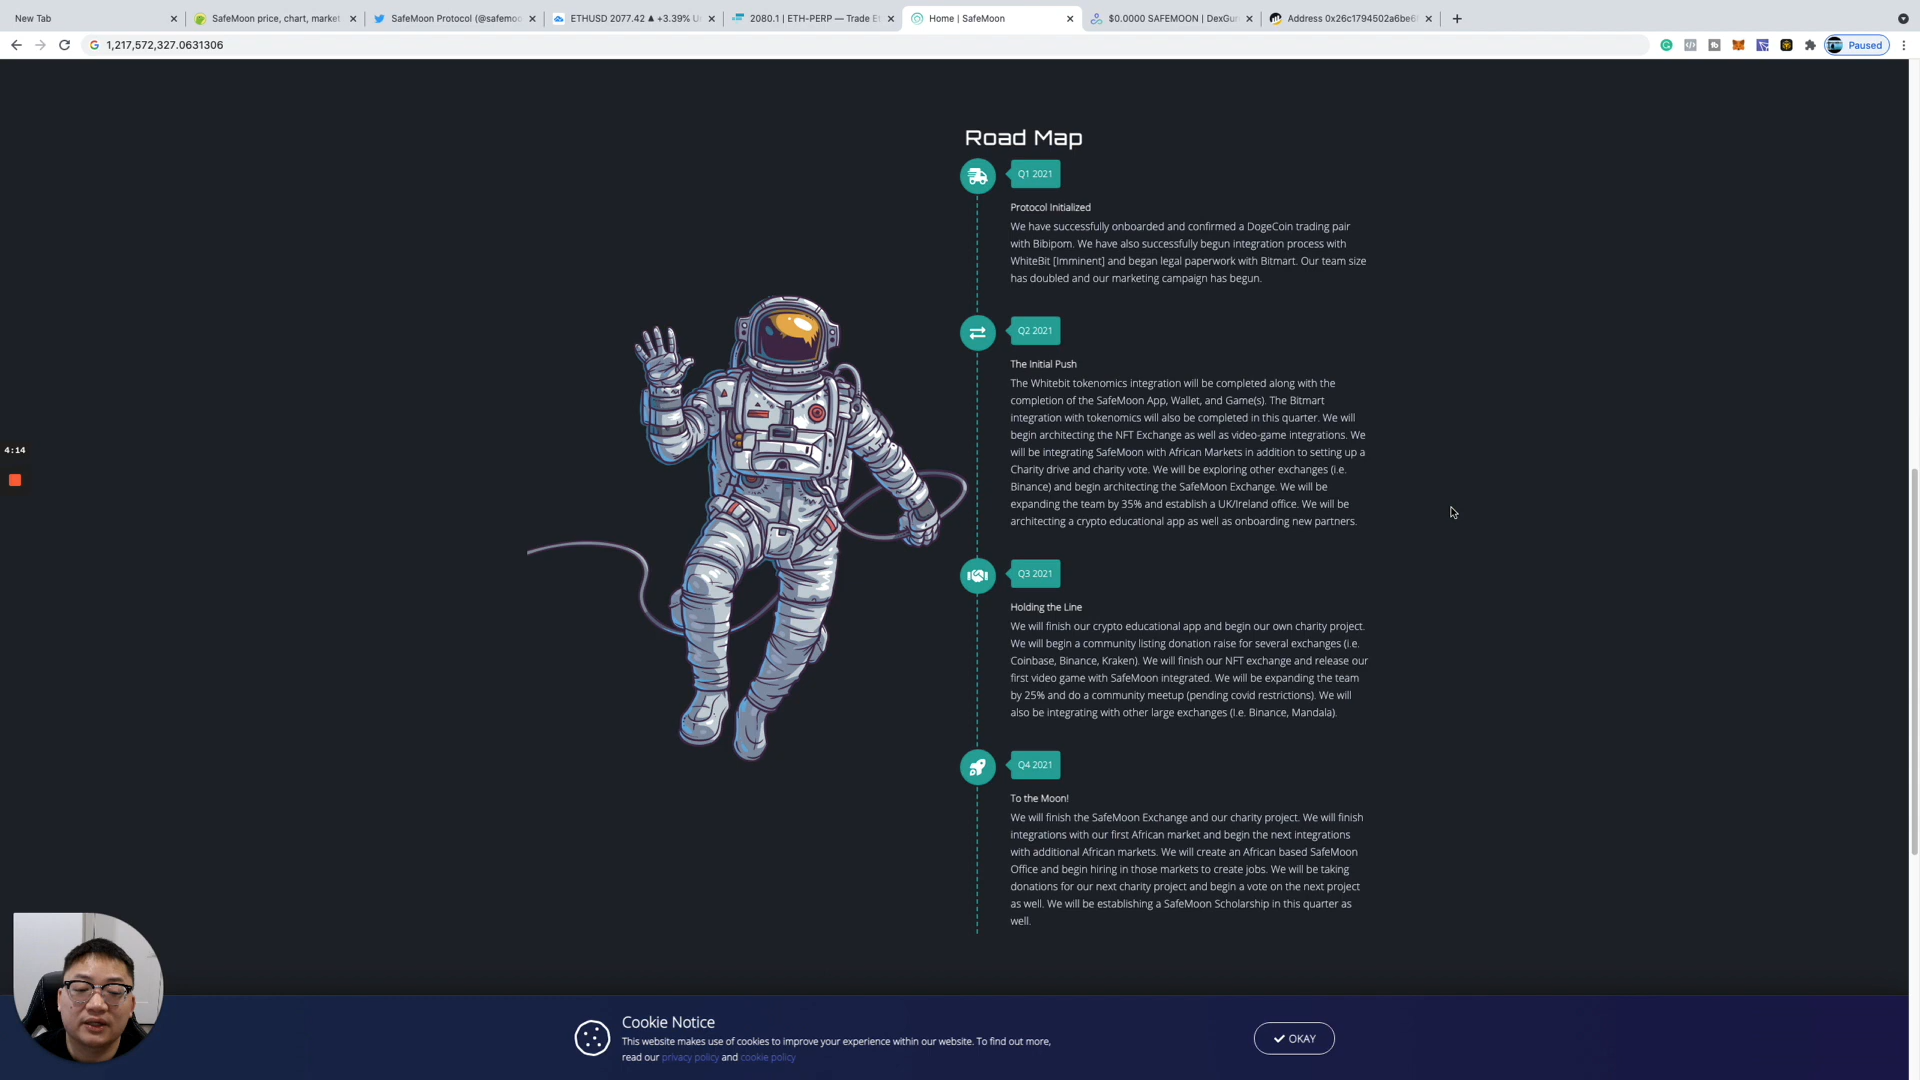 New Tab
SafeMoon price, chart, market
SafeMoon Protocol (@safemoo
ETHUSD 2077.42 ▲ +3.39% U
2080.1 | ETH-PERP — Trade E
Home | SafeMoon
$0.0000 SAFEMOON | DexGur
Address 0x26c1794502a6be6
1,217,572,327.0631306
Paused
Road Map
Q1 2021
Protocol Initialized
We have successfully onboarded and confirmed a DogeCoin trading pair
with Bibipom. We have also successfully begun integration process with
WhiteBit [Imminent] and began legal paperwork with Bitmart. Our team size
has doubled and our marketing campaign has begun.
Q2 2021
The Initial Push
The Whitebit tokenomics integration will be completed along with the
completion of the SafeMoon App, Wallet, and Game(s). The Bitmart
integration with tokenomics will also be completed in this quarter. We will
begin architecting the NFT Exchange as well as video-game integrations. We
will be integrating SafeMoon with African Markets in addition to setting up a
Charity drive and charity vote. We will be exploring other exchanges (i.e.
Binance) and begin architecting the SafeMoon Exchange. We will be
expanding the team by 35% and establish a UK/Ireland office. We will be
architecting a crypto educational app as well as onboarding new partners.
4:14
Q3 2021
Holding the Line
We will finish our crypto educational app and begin our own charity project.
We will begin a community listing donation raise for several exchanges (i.e.
Coinbase, Binance, Kraken). We will finish our NFT exchange and release our
first video game with SafeMoon integrated. We will be expanding the team
by 25% and do a community meetup (pending covid restrictions). We will
also be integrating with other large exchanges (I.e. Binance, Mandala).
Q4 2021
To the Moon!
We will finish the SafeMoon Exchange and our charity project. We will finish
integrations with our first African market and begin the next integrations
with additional African markets. We will create an African based SafeMoon
Office and begin hiring in those markets to create jobs. We will be taking
donations for our next charity project and begin a vote on the next project
as well. We will be establishing a SafeMoon Scholarship in this quarter as
well.
Cookie Notice
This website makes use of cookies to improve your experience within our website. To find out more,
read our privacy policy and cookie policy
OKAY